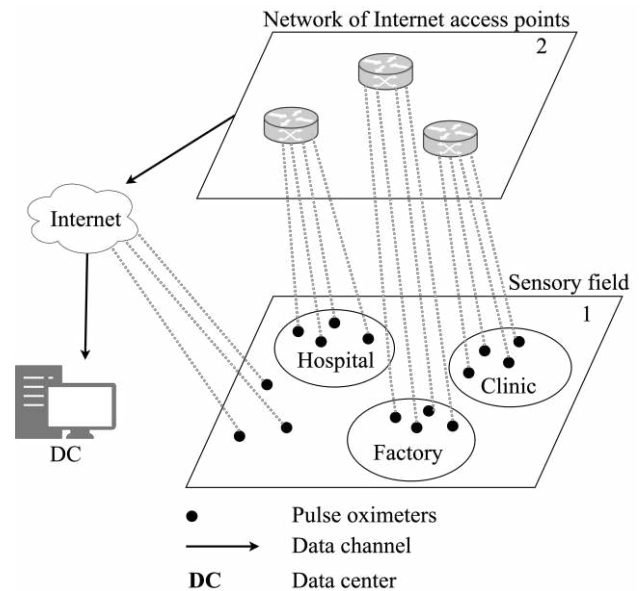 Network of Internet access points
2
Internet
Sensory field
1
Hospital
Clinic
Factory
DC
Pulse oximeters
Data channel
DC Data center